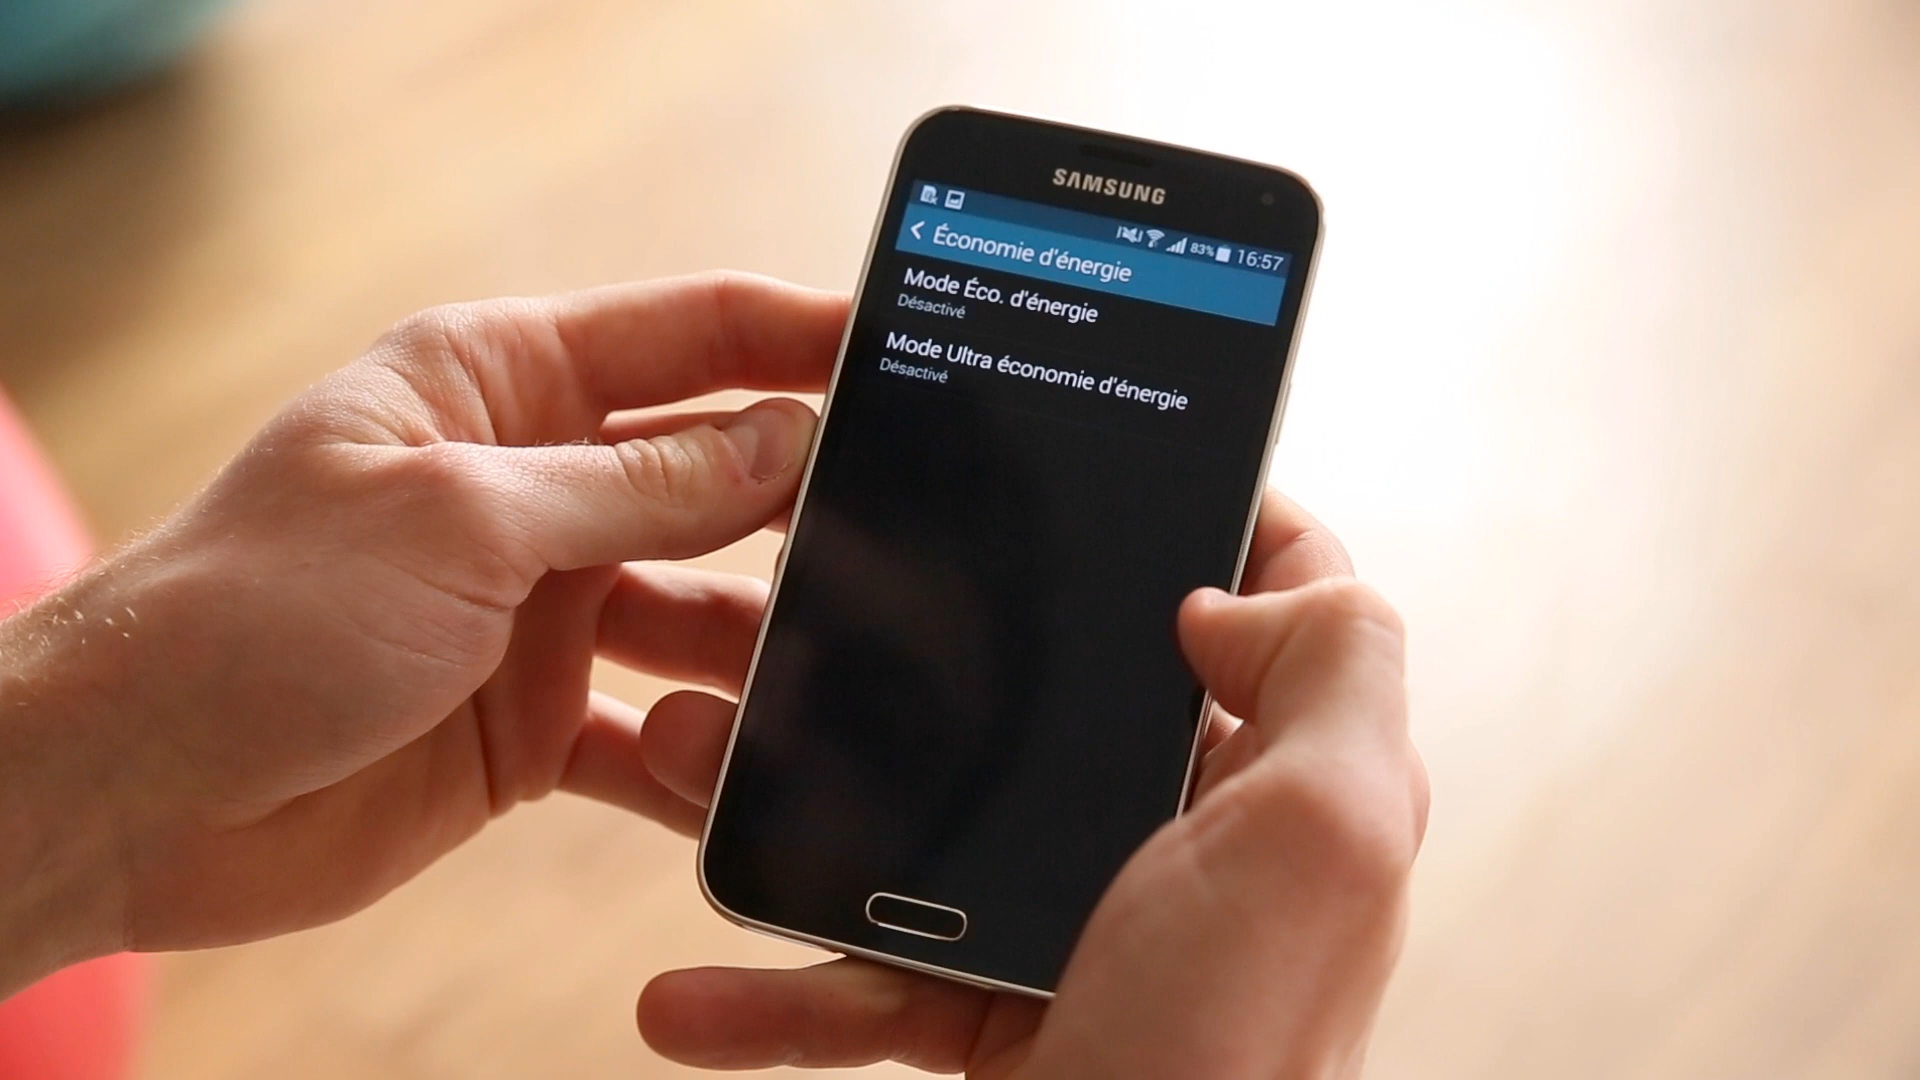 SAMSUNG
83% 16:57
Économie d'énergie
Mode Éco. d'énergie
Désactivé
Mode Ultra économie d'énergie
Désactivé